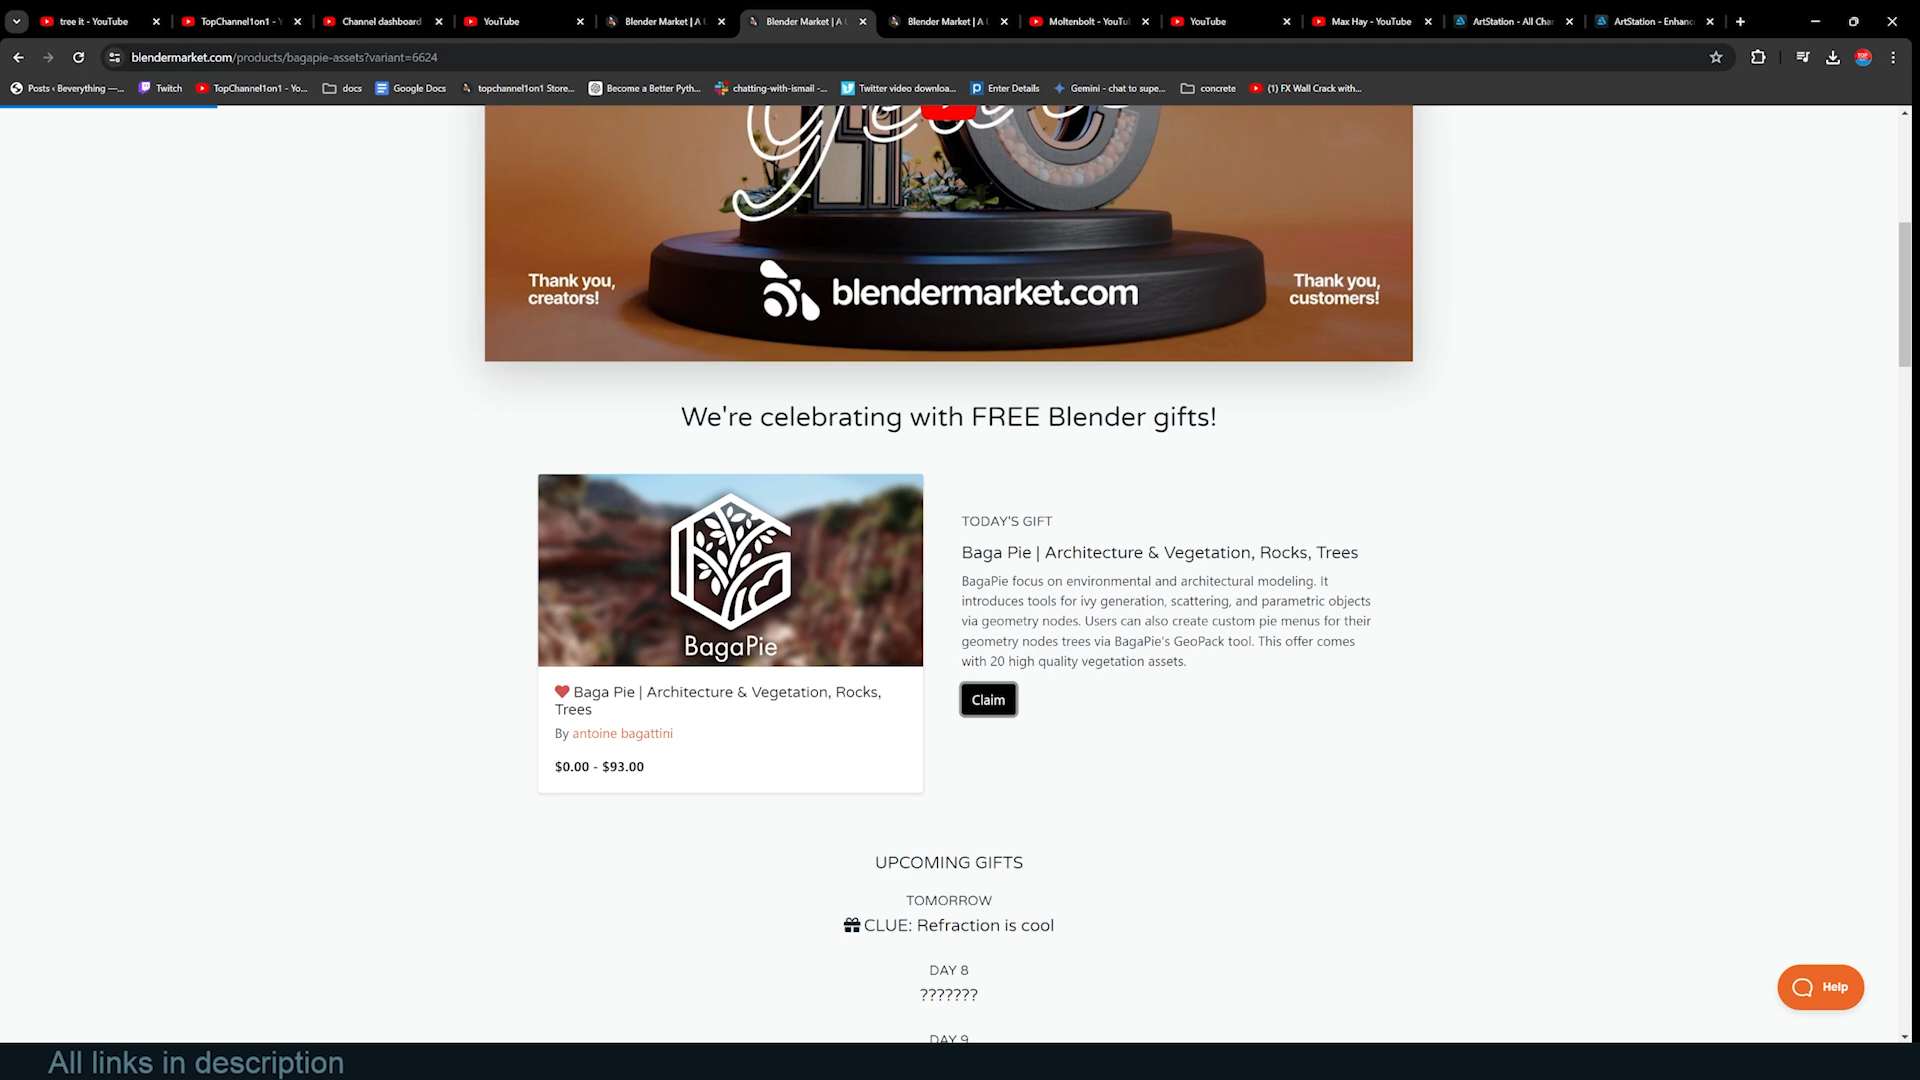 tree it - YouTube
TopChannel1on1 - Y
Channel dashboard
YouTube
Blender Market | A U
Blender Market | A U
Blender Market | A U
Moltenbolt - YouTu
YouTube
Max Hay - YouTube
ArtStation - All Char
ArtStation - Enhanc
blendermarket.com/products/bagapie-assets?variant=6624
Posts ‹ Beverything —...
Twitch
TopChannel1on1 - Yo...
docs
Google Docs
topchannel1on1 Store...
Become a Better Pyth...
chatting-with-ismail -...
Twitter video downloa...
Enter Details
Gemini - chat to supe...
concrete
(1) FX Wall Crack with...
Thank you,
creators!
blendermarket.com
Thank you,
customers!
We're celebrating with FREE Blender gifts!
BagaPie
Baga Pie | Architecture & Vegetation, Rocks,
Trees
By antoine bagattini
$0.00 - $93.00
TODAY'S GIFT
Baga Pie | Architecture & Vegetation, Rocks, Trees
BagaPie focus on environmental and architectural modeling. It
introduces tools for ivy generation, scattering, and parametric objects
via geometry nodes. Users can also create custom pie menus for their
geometry nodes trees via BagaPie's GeoPack tool. This offer comes
with 20 high quality vegetation assets.
Claim
UPCOMING GIFTS
TOMORROW
CLUE: Refraction is cool
DAY 8
???????
DAY 9
Help
All links in description